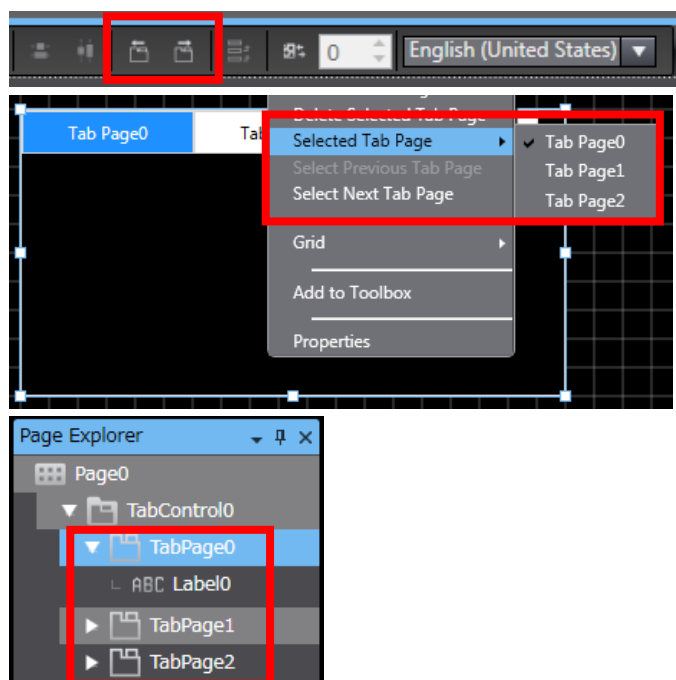 0
English (United States)
Delete Selected Tab Page
Tab Page0
Tab
Selected Tab Page
Tab Page0
Select Previous Tab Page
Tab Page1
Select Next Tab Page
Tab Page2
Grid
Add to Toolbox
Properties
Page Explorer
Page0
TabControl0
TabPage0
ABC Label0
TabPage1
TabPage2